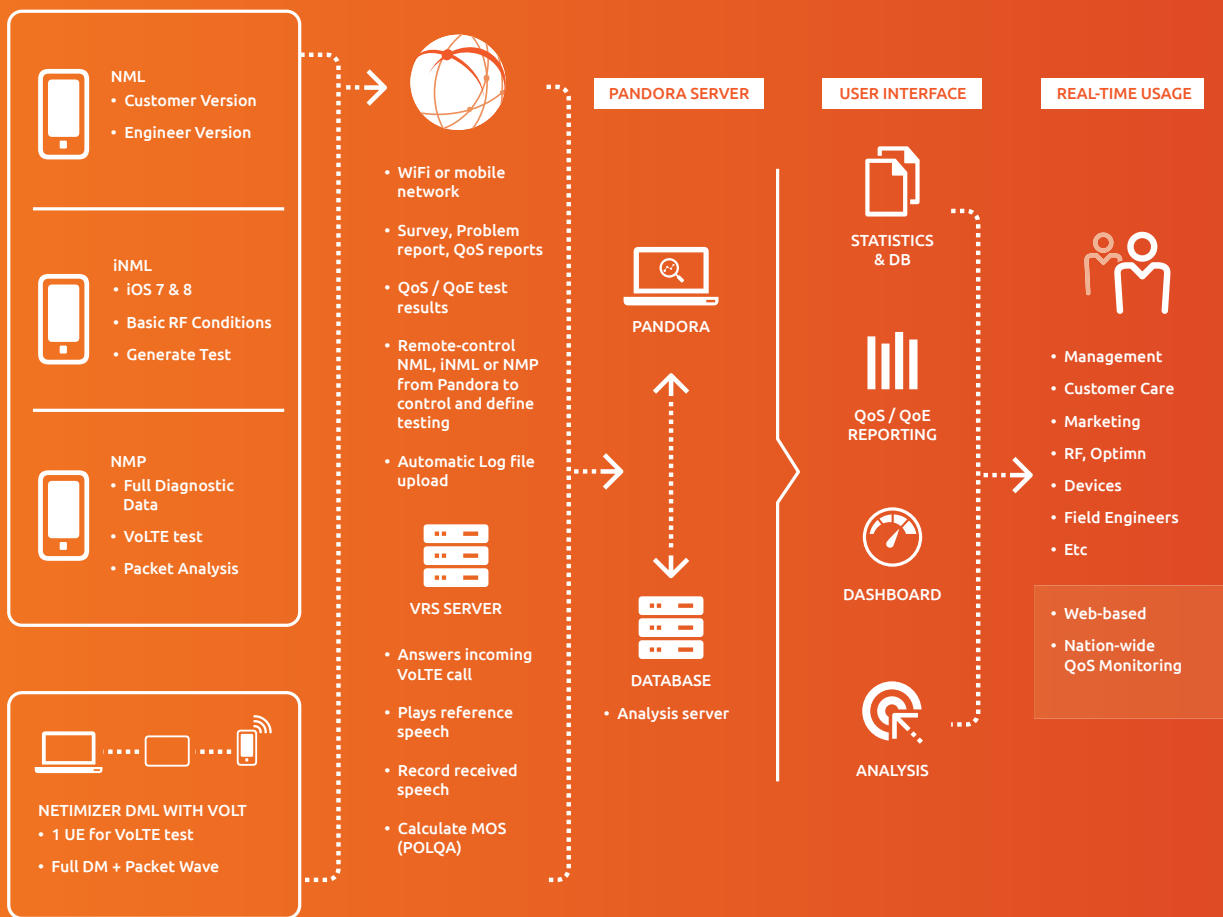 NML
• Customer Version
• Engineer Version
iNML
• iOS 7 & 8
• Basic RF Conditions
• Generate Test
NMP
• Full Diagnostic
Data
• VoLTE test
• Packet Analysis
NETIMIZER DML WITH VOLT
• 1 UE for VoLTE test
• Full DM + Packet Wave
• WiFi or mobile
network
• Survey, Problem
report, QoS reports
• QoS / QoE test
results
• Remote-control
NML, iNML or NMP
from Pandora to
control and define
testing
• Automatic Log file
upload
VRS SERVER
• Answers incoming
VoLTE call
• Plays reference
speech
• Record received
speech
• Calculate MOS
(POLQA)
PANDORA SERVER
PANDORA
DATABASE
• Analysis server
USER INTERFACE
STATISTICS
& DB
QoS / QoE
REPORTING
DASHBOARD
ANALYSIS
REAL-TIME USAGE
• Management
• Customer Care
• Marketing
• RF, Optimn
• Devices
• Field Engineers
• Etc
• Web-based
• Nation-wide
QoS Monitoring